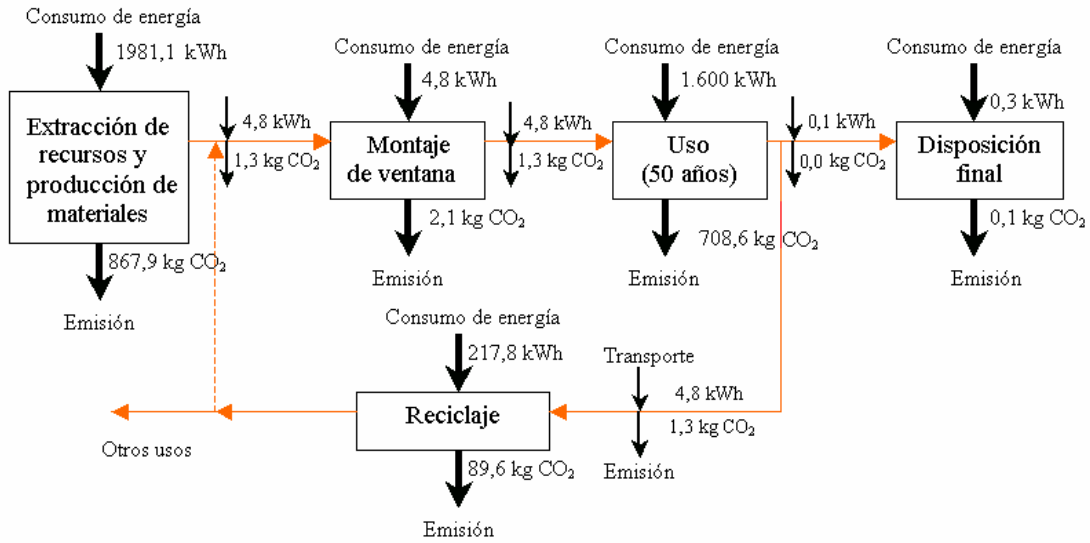 Consumo de energía
1981,1 kWh
Extracción de
recursos y
producción de
materiales
867,9 kg CO₂
Emisión
4,8 kWh
1,3 kg CO₂
Consumo de energía
4,8 kWh
Montaje
de ventana
2,1 kg CO₂
Emisión
4,8 kWh
1,3 kg CO₂
Consumo de energía
1.600 kWh
Uso
(50 años)
708,6 kg CO₂
Emisión
0,1 kWh
0,0 kg CO₂
Consumo de energía
0,3 kWh
Disposición
final
0,1 kg CO₂
Emisión
Consumo de energía
217,8 kWh
Reciclaje
89,6 kg CO₂
Emisión
Transporte
4,8 kWh
1,3 kg CO₂
Emisión
Otros usos